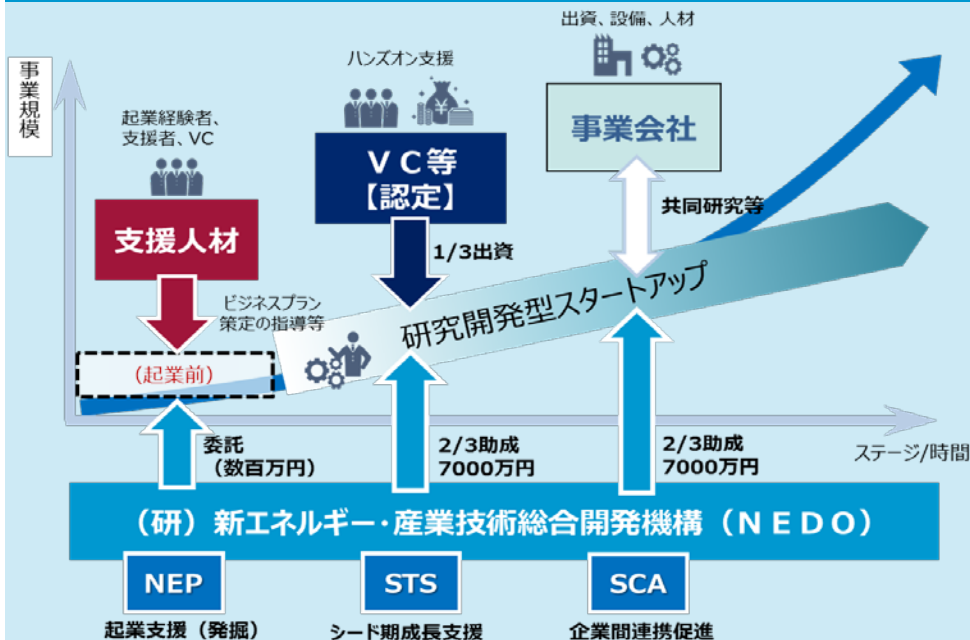 出資、設備、人材
事業規模
ハンズオン支援
起業経験者、
支援者、VC
¥
事業会社
VC等
【認定】
支援人材
共同研究等
1/3出資
ビジネスプラン
策定の指導等
研究開発型スタートアップ
(起業前)
委託
(数百万円)
2/3助成
7000万円
2/3助成
7000万円
ステージ/時間
(研)新エネルギー・産業技術総合開発機構(NEDO)
NEP
STS
SCA
起業支援(発掘)
シード期成長支援
企業間連携促進